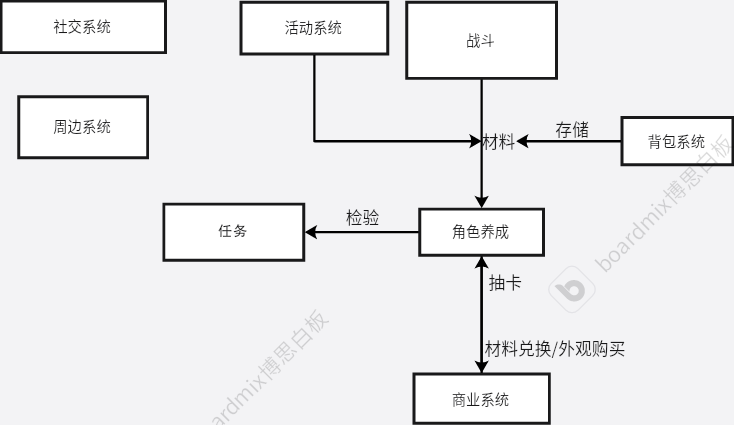 社交系统
活动系统
战斗
周边系统
材料
存储
背包系统
任务
检验
角色养成
抽卡
材料兑换/外观购买
商业系统
boardmix博思白板
ardmix博思白板